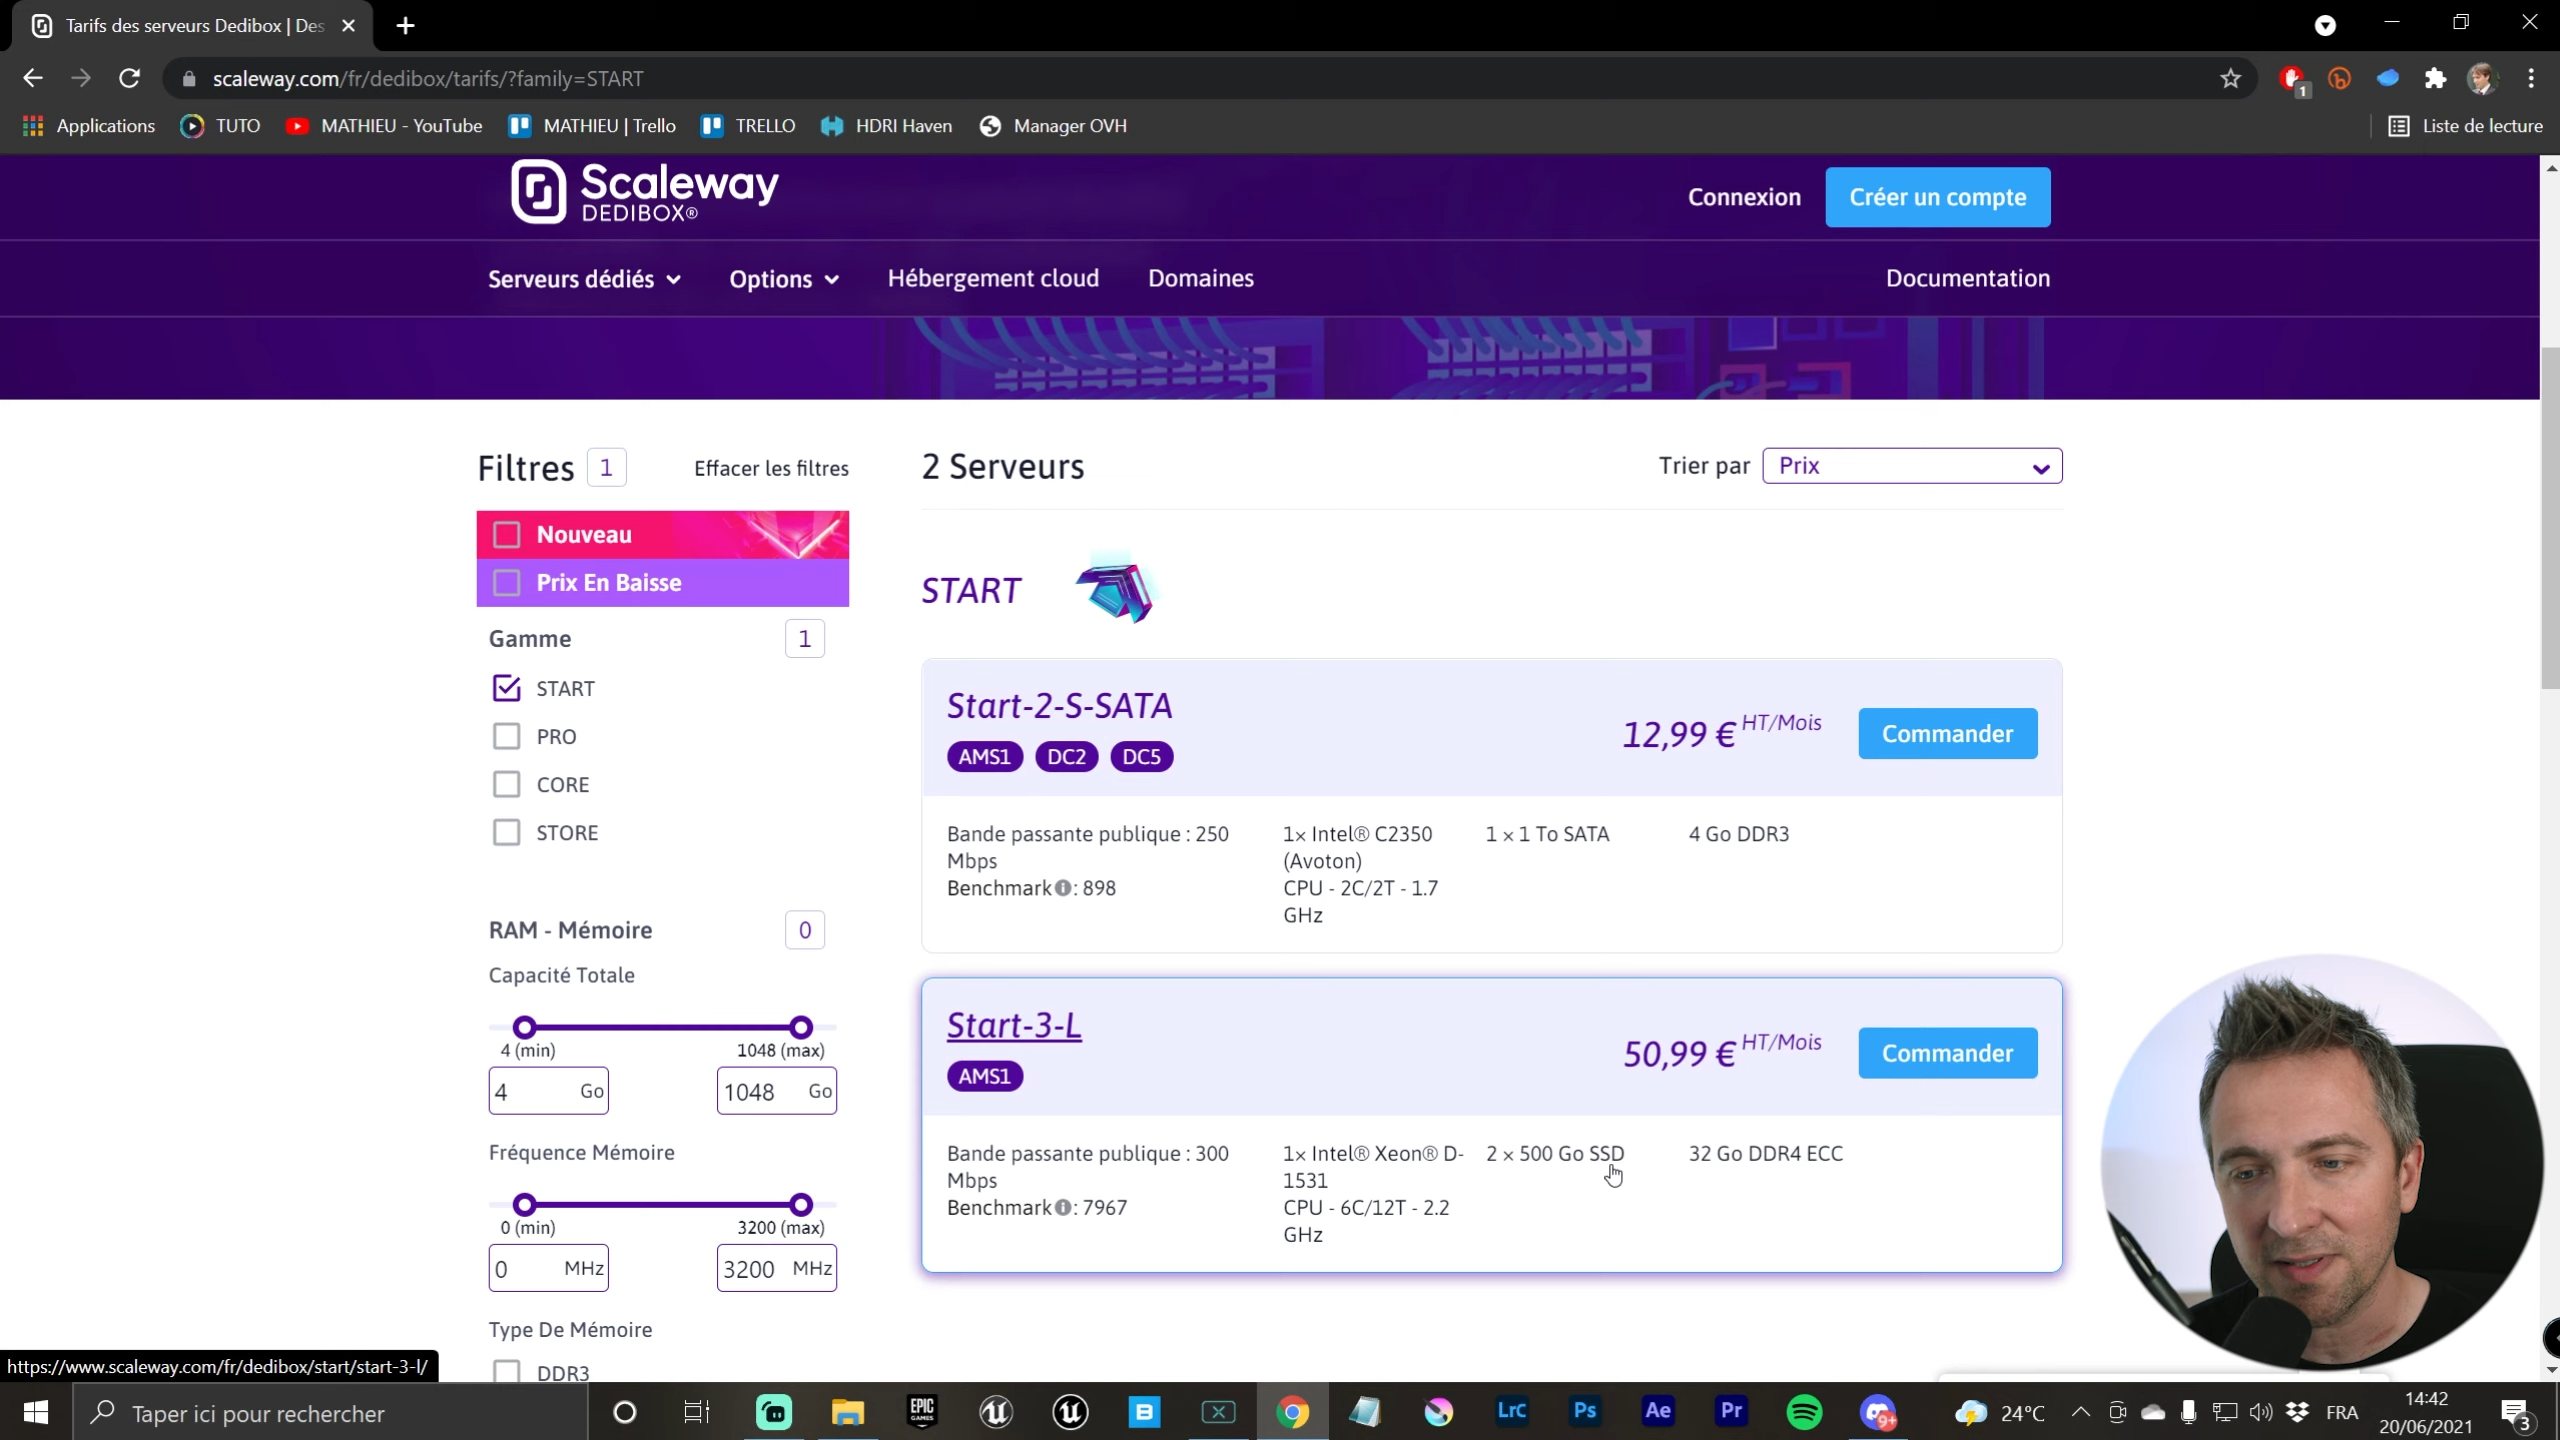 Tarifs des serveurs Dedibox | Des
scaleway.com/fr/dedibox/tarifs/?family=START
1
Applications
TUTO
MATHIEU - YouTube
MATHIEU | Trello
TRELLO
HDRI Haven
Manager OVH
Liste de lecture
Scaleway
DEDIBOX®
Connexion
Créer un compte
Serveurs dédiés
Options
Hébergement cloud
Domaines
Documentation
Filtres 1
Effacer les filtres
2 Serveurs
Trier par
Prix
Nouveau
Prix En Baisse
START
Gamme 1
START
PRO
CORE
STORE
Start-2-S-SATA
AMS1 DC2 DC5
12,99 € HT/Mois
Commander
Bande passante publique : 250
Mbps
Benchmark : 898
1x Intel® C2350
(Avoton)
CPU - 2C/2T - 1.7
GHz
1 x 1 To SATA
4 Go DDR3
RAM - Mémoire 0
Capacité Totale
4 (min)
1048 (max)
4 Go
1048 Go
Fréquence Mémoire
0 (min)
3200 (max)
0 MHz
3200 MHz
Type De Mémoire
DDR3
Start-3-L
AMS1
50,99 € HT/Mois
Commander
Bande passante publique : 300
Mbps
Benchmark : 7967
1x Intel® Xeon® D-
1531
CPU - 6C/12T - 2.2
GHz
2 x 500 Go SSD
32 Go DDR4 ECC
https://www.scaleway.com/fr/dedibox/start/start-3-l/
Taper ici pour rechercher
EPIC
GAMES
B
LrC
Ps
Ae
Pr
9+
24°C
FRA
14:42
20/06/2021
3